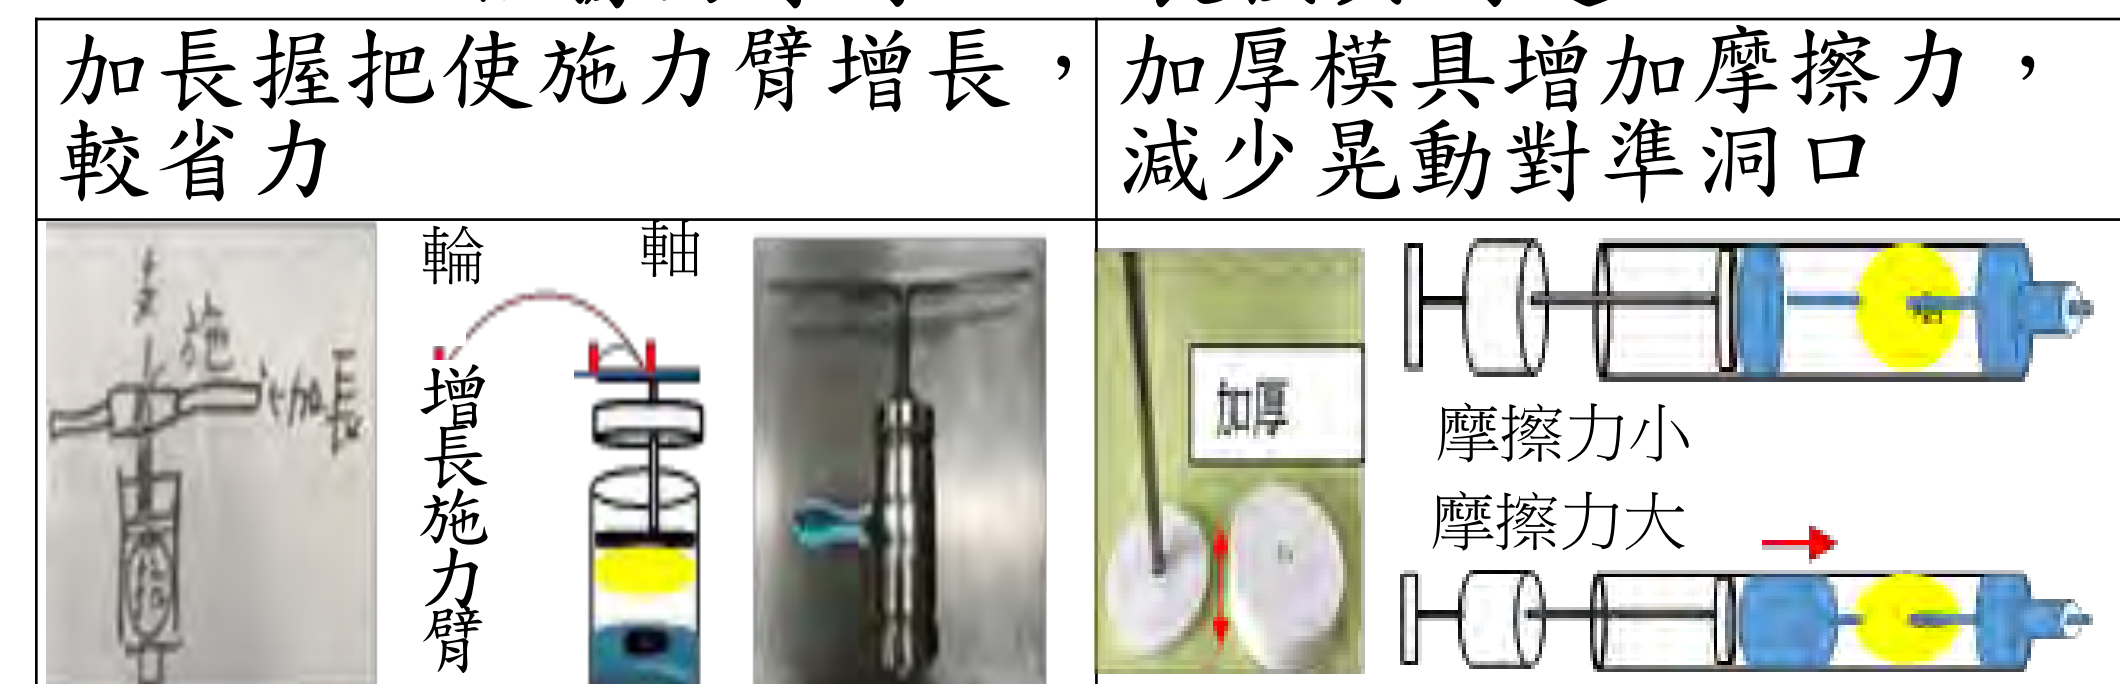 加長握把使施力臂增長，
較省力
加厚模具增加摩擦力，
減少晃動對準洞口
施
加長
輪
軸
增長施力臂
加厚
摩擦力小
摩擦力大